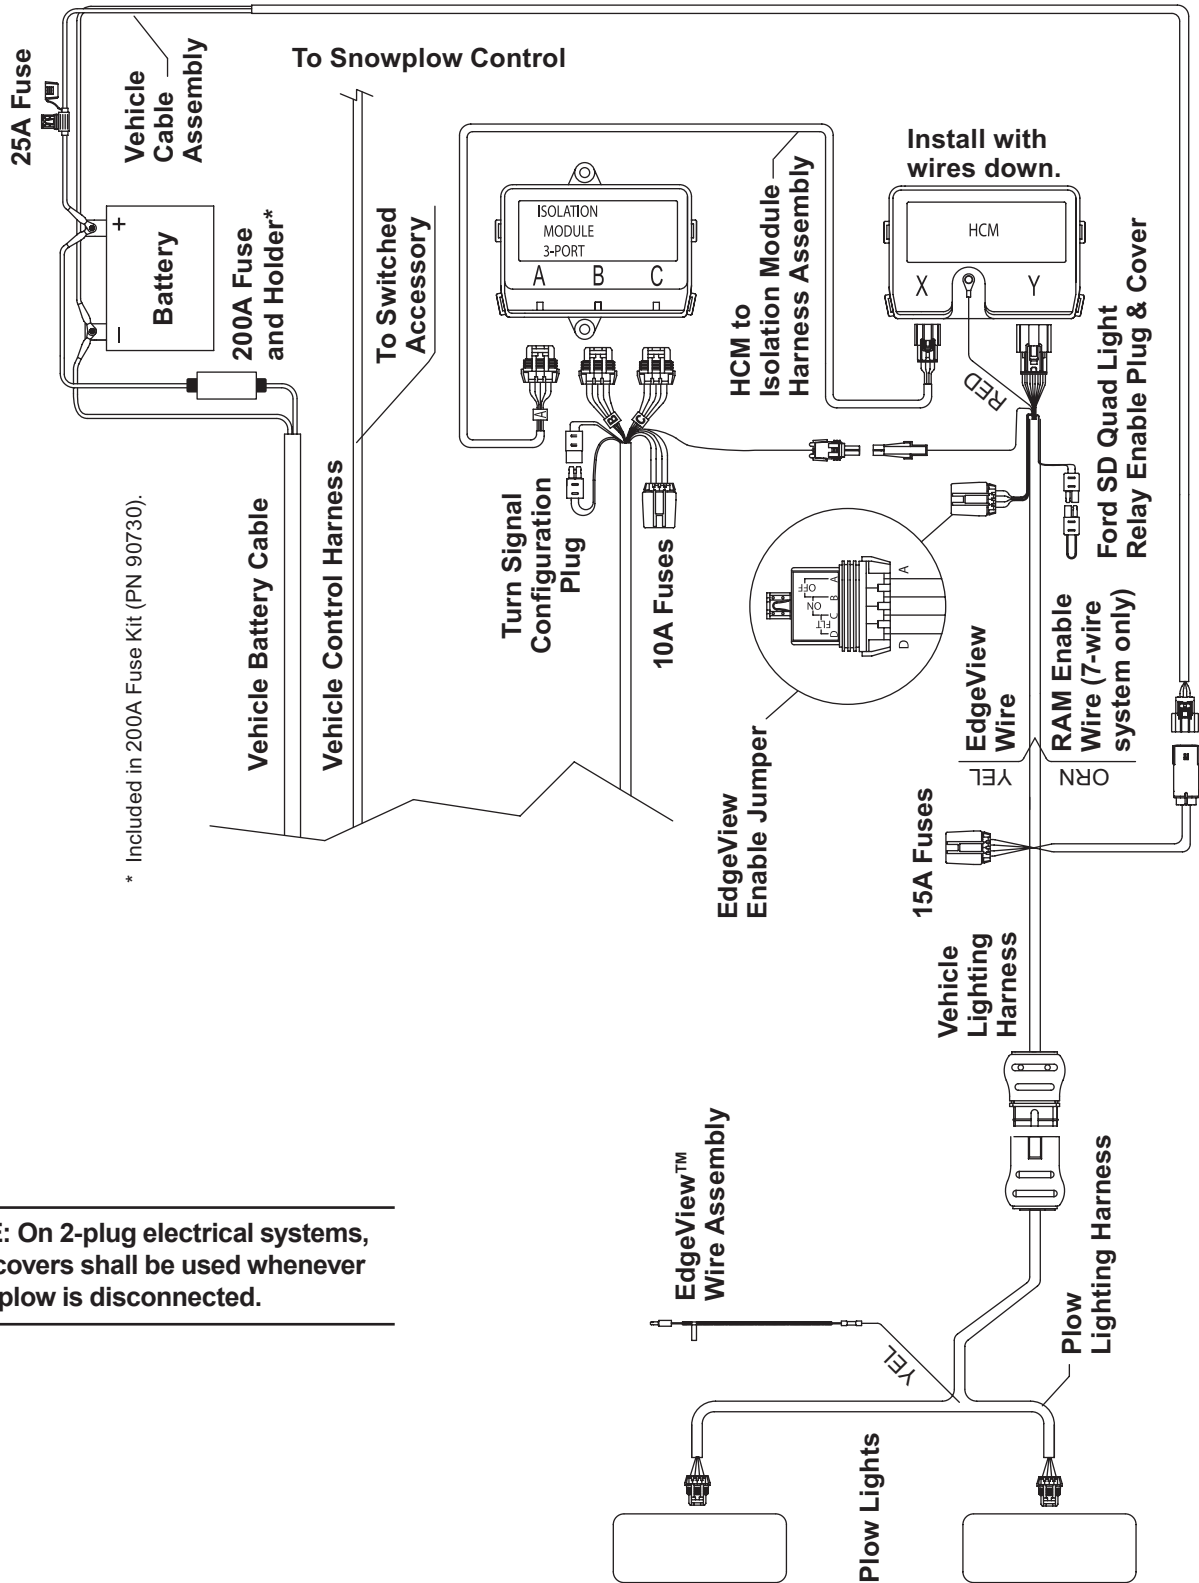 25A Fuse
Vehicle
Cable
Assembly
To Snowplow Control
+
−
Battery
200A Fuse
and Holder*
To Switched
Accessory
ISOLATION
MODULE
3-PORT
A B C
HCM to
Isolation Module
Harness Assembly
Install with
wires down.
HCM
X Y
RED
A
B
C
Turn Signal
Configuration
Plug
10A Fuses
Ford SD Quad Light
Relay Enable Plug & Cover
* Included in 200A Fuse Kit (PN 90730).
Vehicle Battery Cable
Vehicle Control Harness
OFF
ON
FLT
A
B
C
D
A
D
EdgeView
Enable Jumper
EdgeView
Wire
YEL
RAM Enable
Wire (7-wire
system only)
ORN
15A Fuses
Vehicle
Lighting
Harness
: On 2-plug electrical systems,
covers shall be used whenever
plow is disconnected.
EdgeView™
Wire Assembly
YEL
Plow
Lighting Harness
Plow Lights